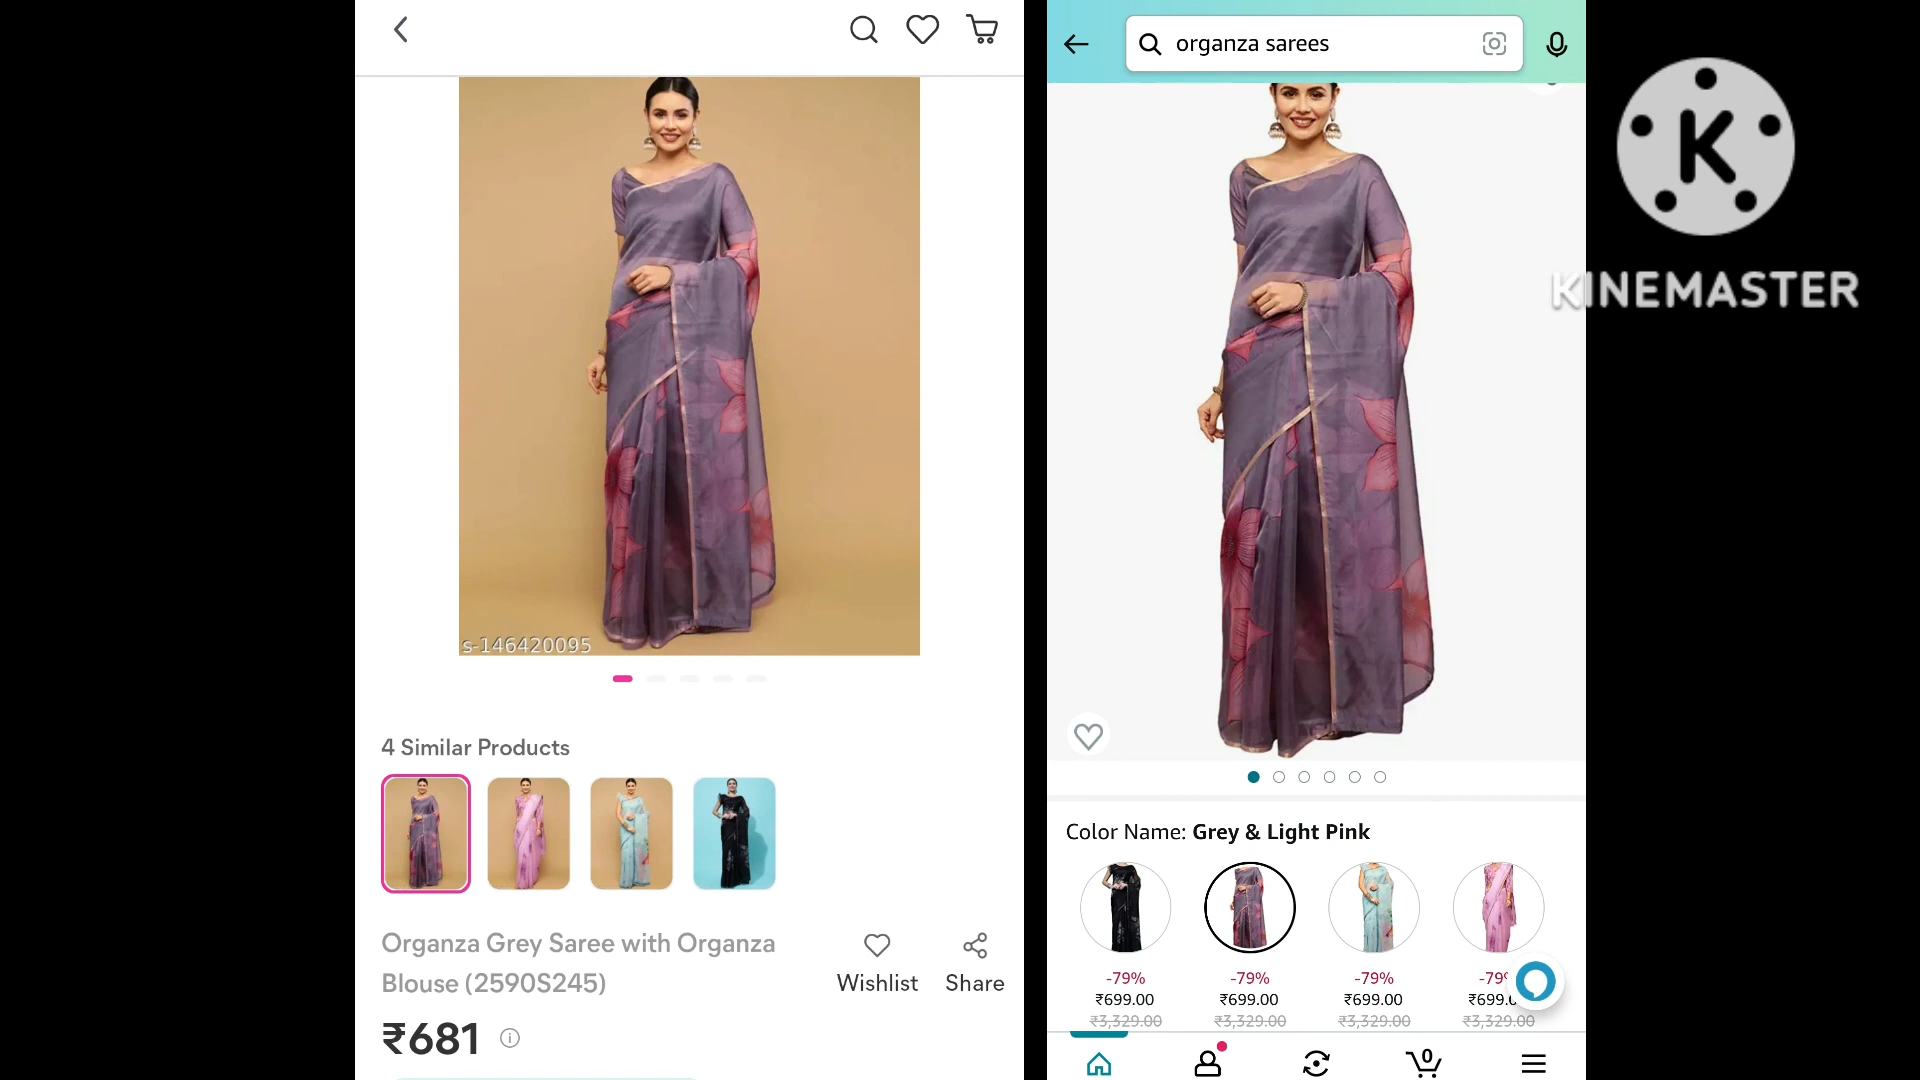 s-146420095
4 Similar Products
Organza Grey Saree with Organza
Blouse (2590S245)
Wishlist
Share
₹681
organza sarees
Color Name: Grey & Light Pink
-79%
-79%
-79%
₹699.00
₹699.00
₹699.00
₹3,329.00
₹3,329.00
₹3,329.00
₹3,329.00
0
K
KINEMASTER